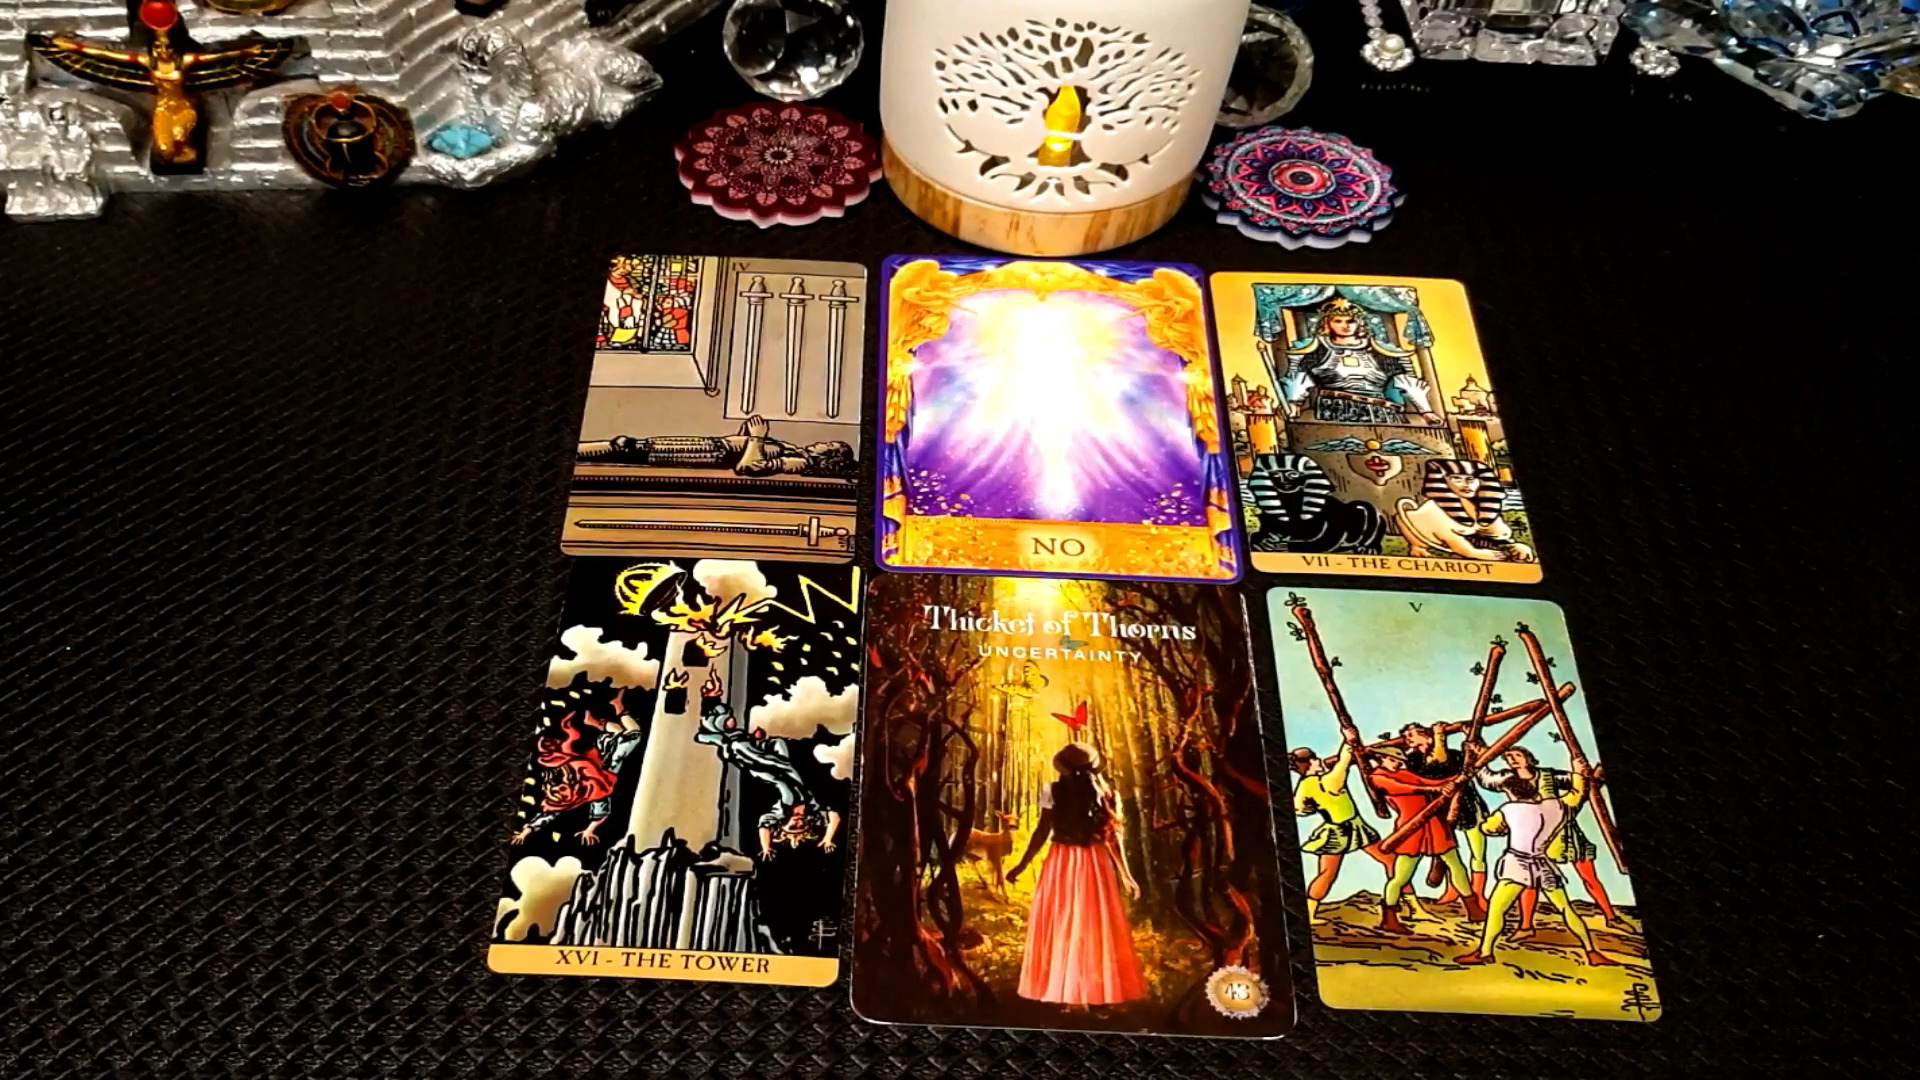 IV
NO
VII - THE CHARIOT
XVI - THE TOWER
Thicket of Thorns
UNCERTAINTY
43
V